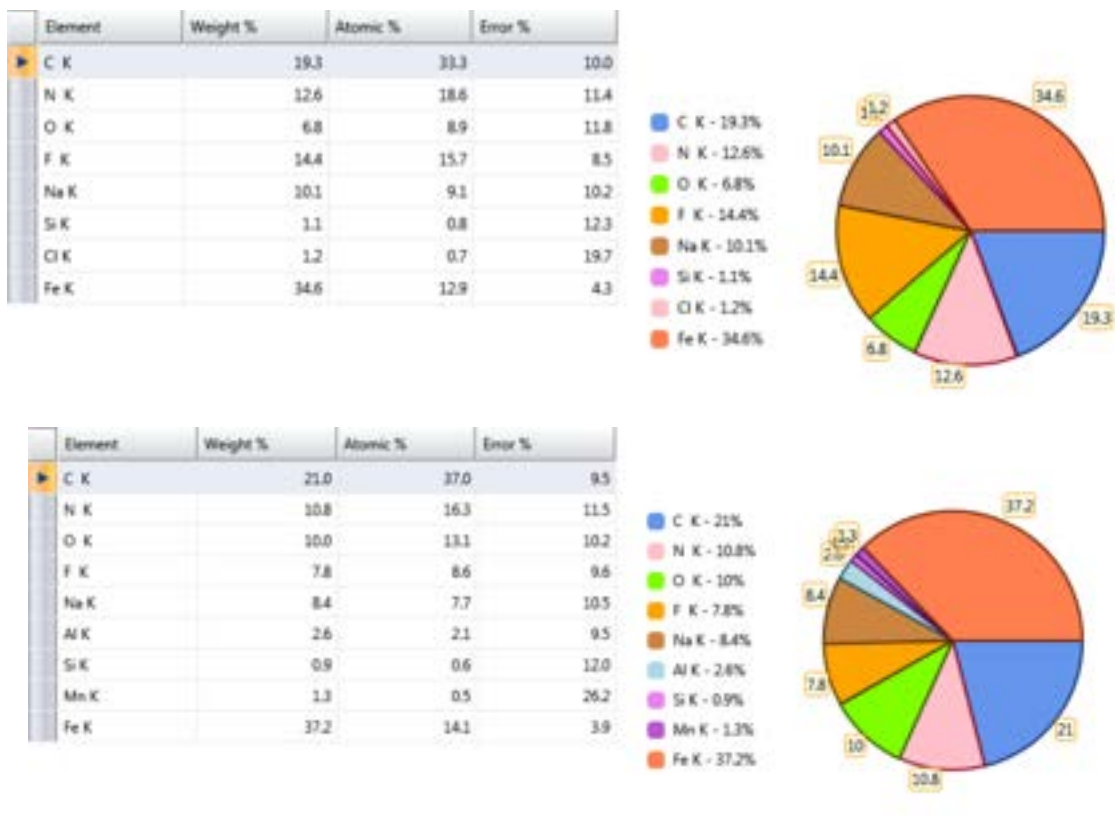 Element Weight % Atomic % Error %
C K 19.3 33.3 10.0
N K 12.6 18.6 11.4
O K 6.8 8.9 11.8
F K 14.4 15.7 8.5
Na K 10.1 9.1 10.2
Si K 1.1 0.8 12.3
Cl K 1.2 0.7 19.7
Fe K 34.6 12.9 4.3
C K - 19.3%
N K - 12.6%
O K - 6.8%
F K - 14.4%
Na K - 10.1%
Si K - 1.1%
Cl K - 1.2%
Fe K - 34.6%
34.6
1.2
10.1
14.4
6.8
12.6
19.3
Element Weight % Atomic % Error %
C K 21.0 37.0 9.5
N K 10.8 16.3 11.5
O K 10.0 13.1 10.2
F K 7.8 8.6 9.6
Na K 8.4 7.7 10.5
Al K 2.6 2.1 9.5
Si K 0.9 0.6 12.0
Mn K 1.3 0.5 26.2
Fe K 37.2 14.1 3.9
C K - 21%
N K - 10.8%
O K - 10%
F K - 7.8%
Na K - 8.4%
Al K - 2.6%
Si K - 0.9%
Mn K - 1.3%
Fe K - 37.2%
37.2
1.3
8.4
7.8
10
10.8
21